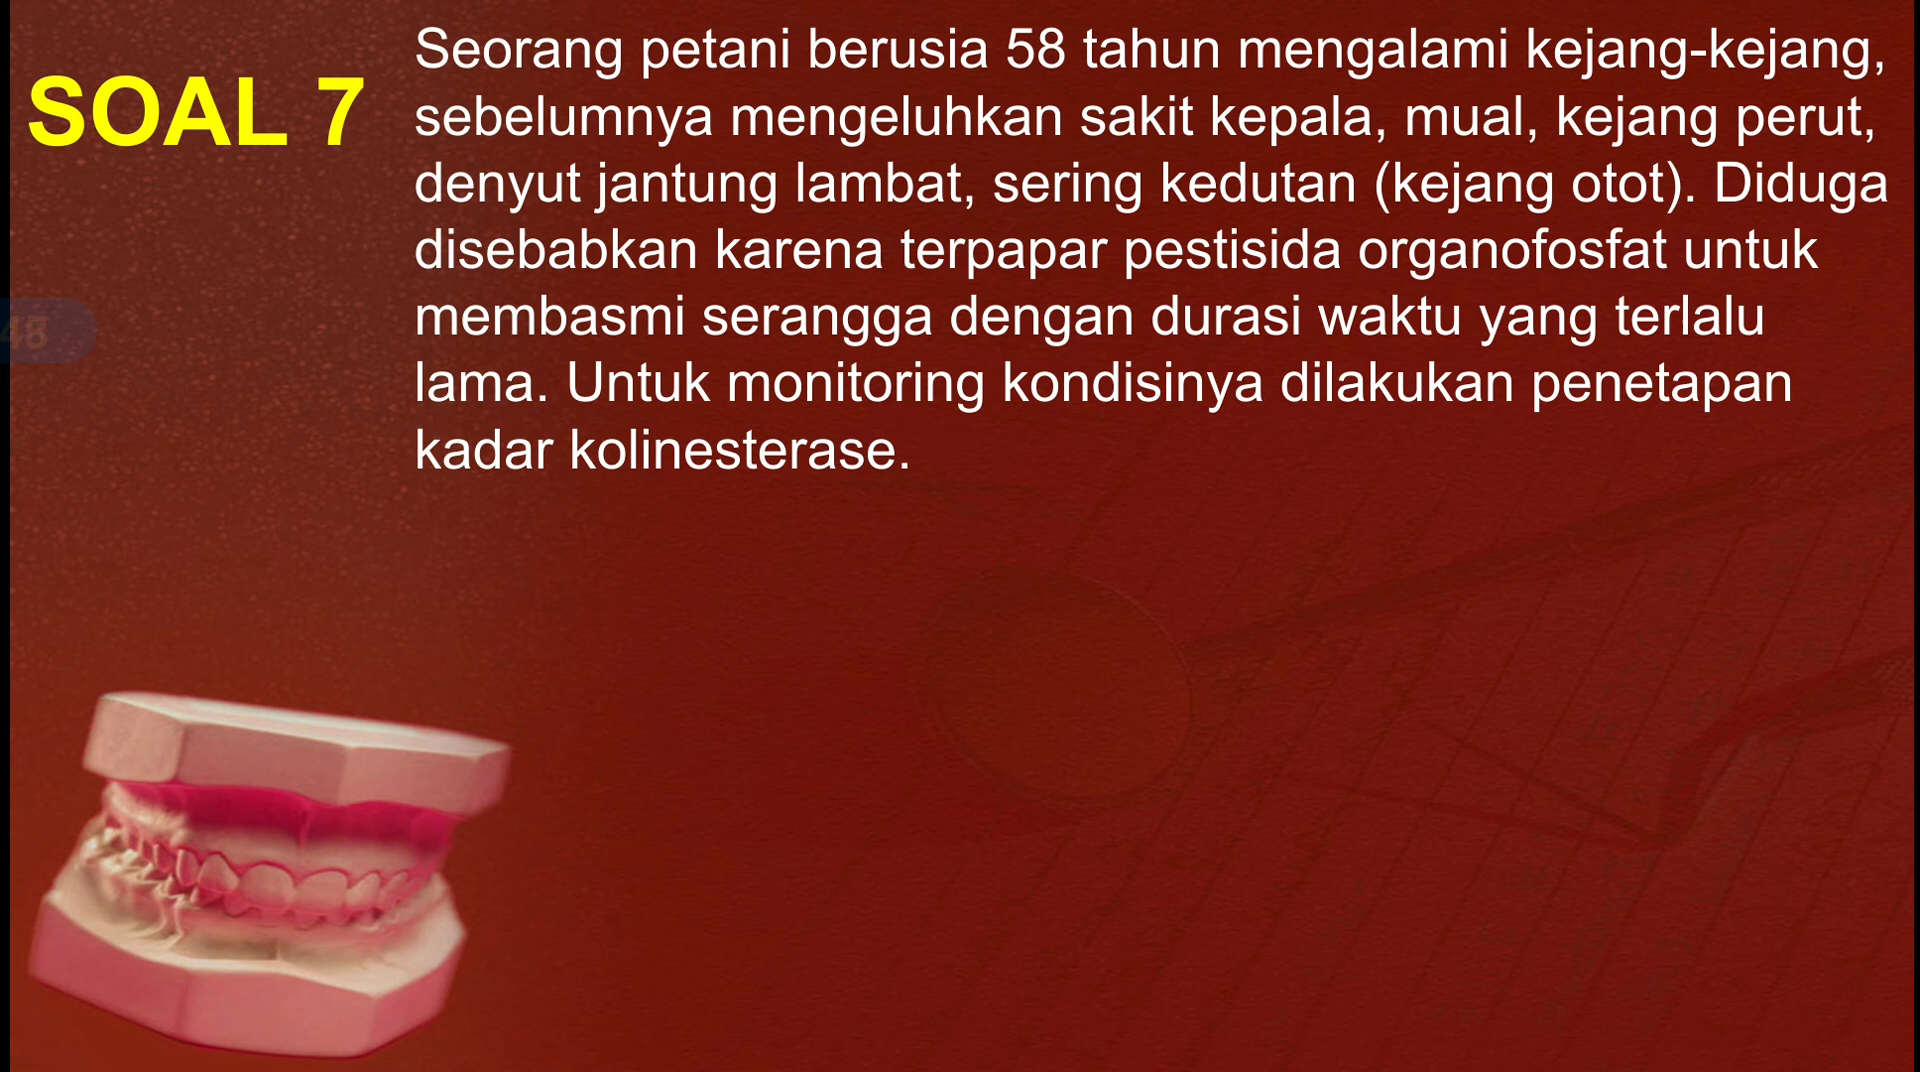 SOAL 7
Seorang petani berusia 58 tahun mengalami kejang-kejang,
sebelumnya mengeluhkan sakit kepala, mual, kejang perut,
denyut jantung lambat, sering kedutan (kejang otot). Diduga
disebabkan karena terpapar pestisida organofosfat untuk
membasmi serangga dengan durasi waktu yang terlalu
lama. Untuk monitoring kondisinya dilakukan penetapan
kadar kolinesterase.